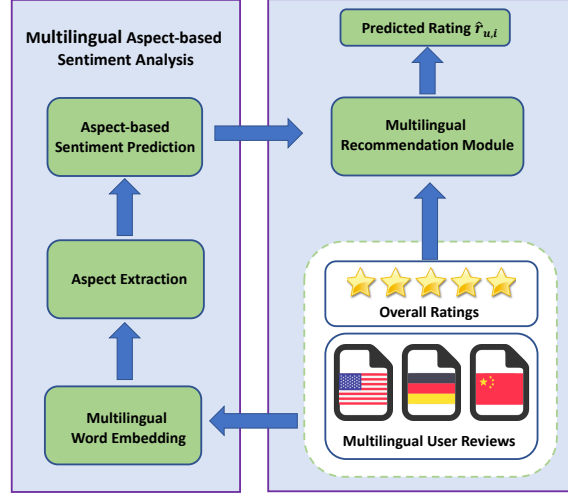 Multilingual Aspect-based
Sentiment Analysis
Aspect-based
Sentiment Prediction
Aspect Extraction
Multilingual
Word Embedding
Predicted Rating r̂u,i
Multilingual
Recommendation Module
Overall Ratings
Multilingual User Reviews